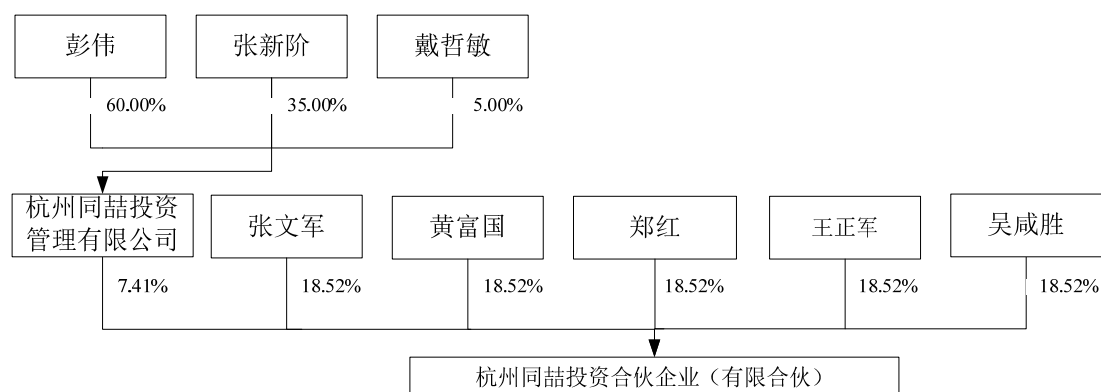 彭伟
张新阶
戴哲敏
60.00%
35.00%
5.00%
杭州同喆投资
管理有限公司
张文军
黄富国
郑红
王正军
吴咸胜
7.41%
18.52%
18.52%
18.52%
18.52%
18.52%
杭州同喆投资合伙企业（有限合伙）